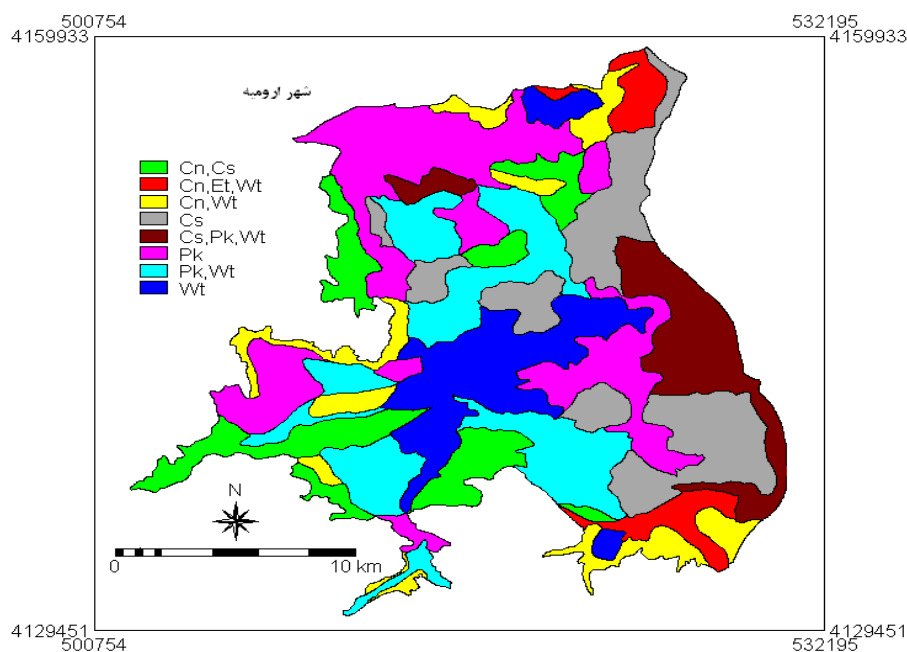 500754 532195
4159933 4159933
شهر ارومیه
Cn,Cs
Cn,Et,Wt
Cn,Wt
Cs
Cs,Pk,Wt
Pk
Pk,Wt
Wt
N
0 10 km
4129451 4129451
500754 532195